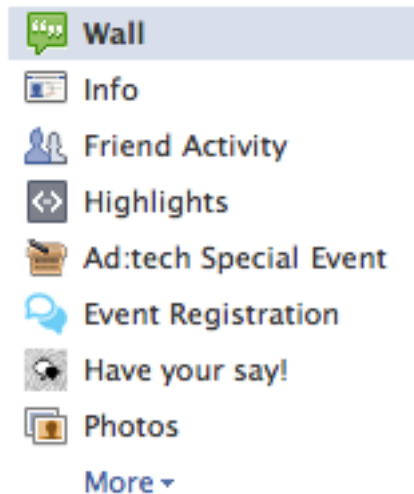 Wall
Info
Friend Activity
Highlights
Ad:tech Special Event
Event Registration
Have your say!
Photos
More